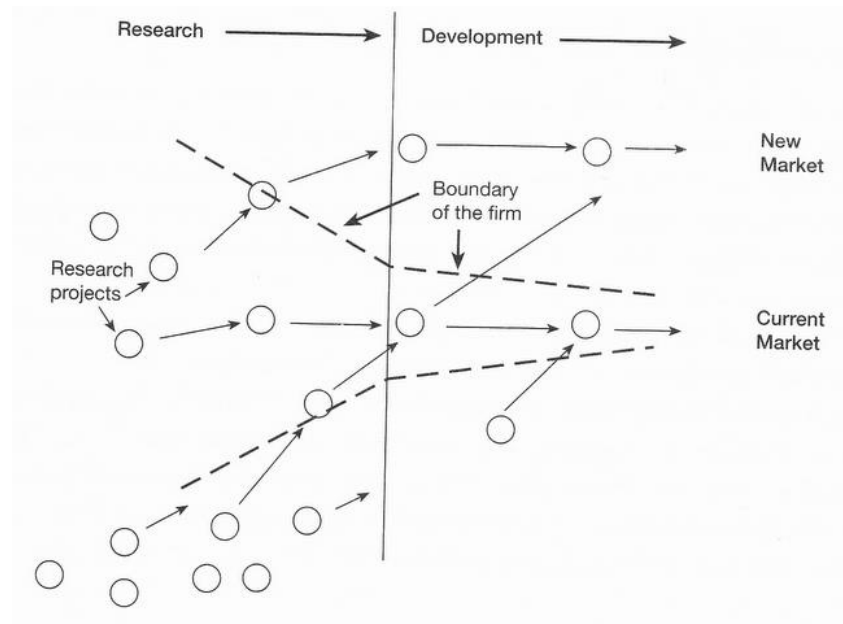 Research
Development
New
Market
Boundary
of the firm
Research
projects
Current
Market